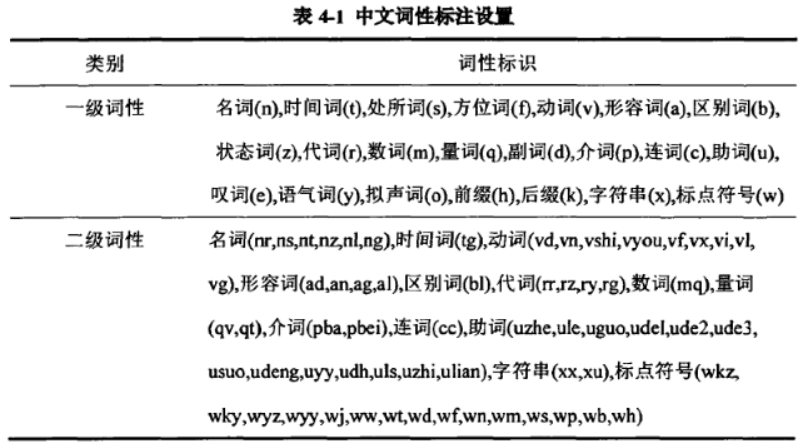 表 4-1 中文词性标注设置
类别 词性标识
一级词性 名词(n),时间词(t),处所词(s),方位词(f),动词(v),形容词(a),区别词(b),
状态词(z),代词(r),数词(m),量词(q),副词(d),介词(p),连词(c),助词(u),
叹词(e),语气词(y),拟声词(o),前缀(h),后缀(k),字符串(x),标点符号(w)
二级词性 名词(nr,ns,nt,nz,nl,ng),时间词(tg),动词(vd,vn,vshi,vyou,vf,vx,vi,vl,
vg),形容词(ad,an,ag,al),区别词(bl),代词(rr,rz,ry,rg),数词(mq),量词
(qv,qt),介词(pba,pbei),连词(cc),助词(uzhe,ule,uguo,udel,ude2,ude3,
usuo,udeng,uyy,udh,uls,uzhi,ulian),字符串(xx,xu),标点符号(wkz,
wky,wyz,wyy,wj,ww,wt,wd,wf,wn,wm,ws,wp,wb,wh)